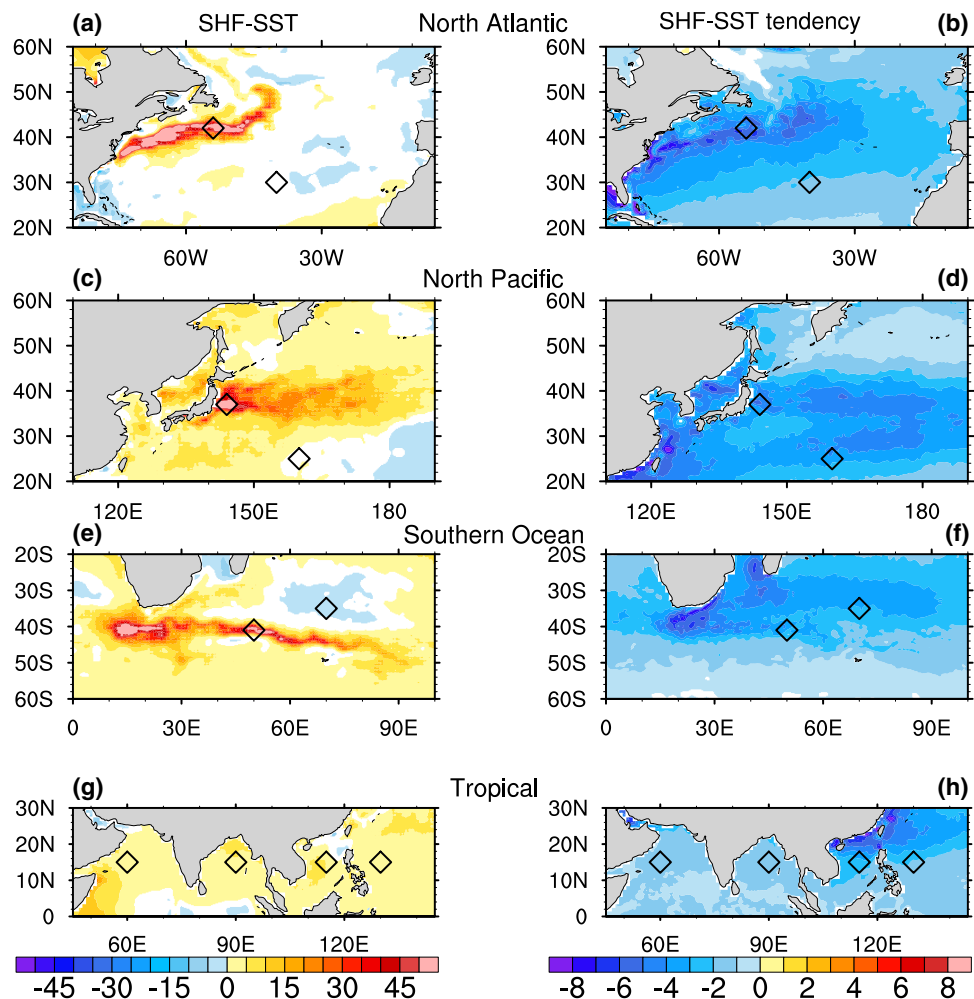 SHF-SST
SHF-SST tendency
(a) North Atlantic (b)
60N 60N
50N 50N
40N 40N
30N 30N
20N 20N
60W 30W 60W 30W
(c) North Pacific (d)
60N 60N
50N 50N
40N 40N
30N 30N
20N 20N
120E 150E 180 120E 150E 180
(e) Southern Ocean (f)
20S 20S
30S 30S
40S 40S
50S 50S
60S 60S
0 30E 60E 90E 0 30E 60E 90E
(g) Tropical (h)
30N 30N
20N 20N
10N 10N
0 0
60E 90E 120E 60E 90E 120E
-45 -30 -15 0 15 30 45 -8 -6 -4 -2 0 2 4 6 8